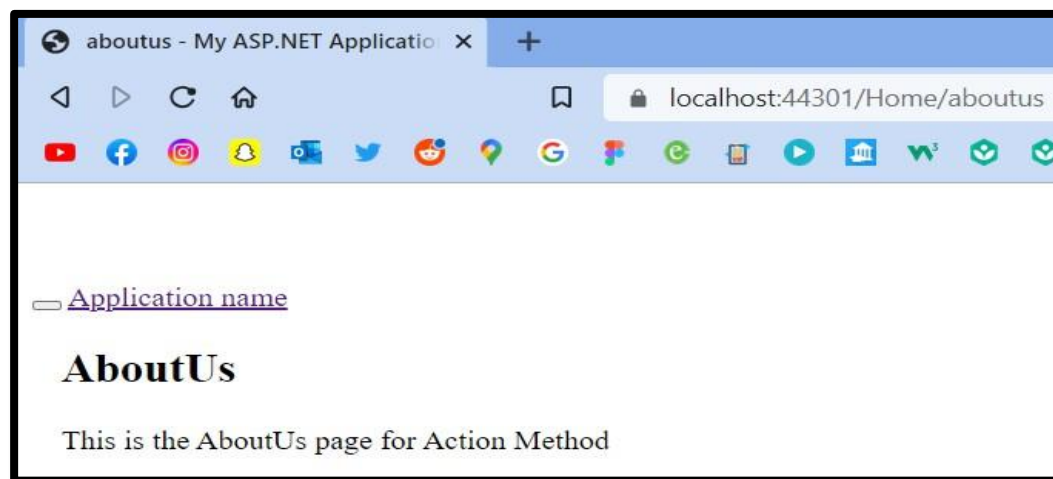 aboutus - My ASP.NET Applicatio
localhost:44301/Home/aboutus
Application name
AboutUs
This is the AboutUs page for Action Method